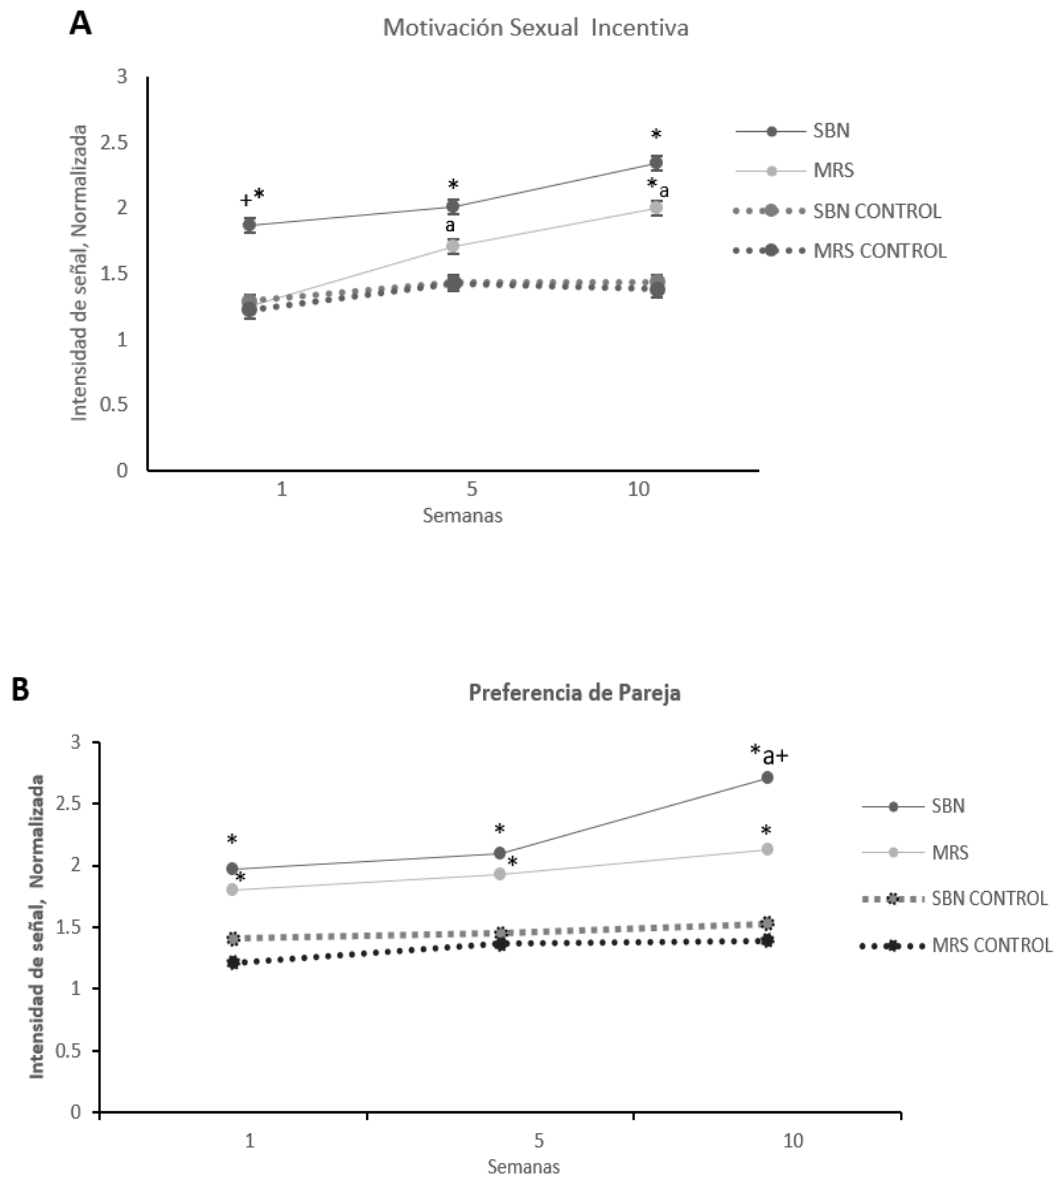 A
Motivación Sexual Incentiva
Intensidad de señal, Normalizada
3
2.5
2
1.5
1
0.5
0
+*
*
a
*
*a
1
5
10
Semanas
SBN
MRS
SBN CONTROL
MRS CONTROL
B
Preferencia de Pareja
Intensidad de señal, Normalizada
3
2.5
2
1.5
1
0.5
0
*
*
*
*
*a+
*
1
5
10
Semanas
SBN
MRS
SBN CONTROL
MRS CONTROL